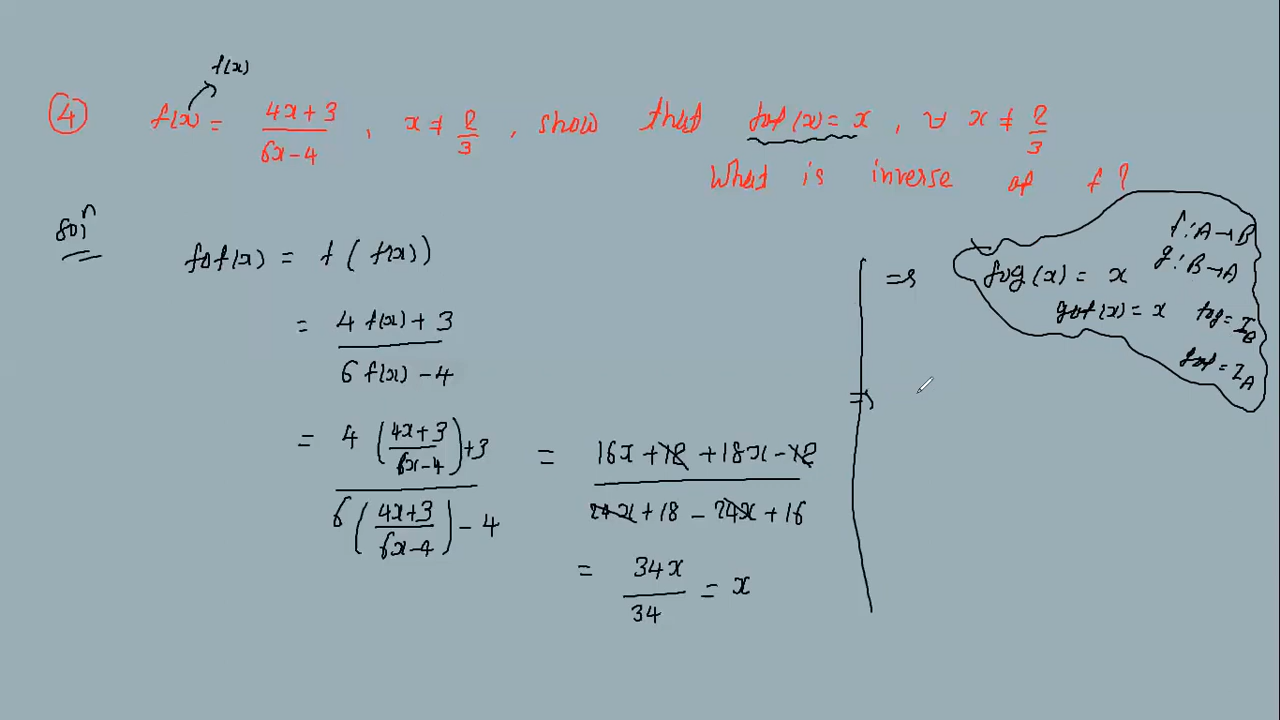 f(x)
④ f(x) = 4x+3 / 6x-4 , x ≠ 2/3 , show that fof(x) = x , ∀ x ≠ 2/3
What is inverse of f?
Solⁿ
fof(x) = f(f(x))
= 4 f(x) + 3 / 6 f(x) - 4
= 4 (4x+3 / 6x-4) +3 / 6 (4x+3 / 6x-4) - 4
= 16x + 12 + 18x - 12 / 24x + 18 - 24x + 16
= 34x / 34 = x
⇒
⇒
f: A→B
g: B→A
fog(x) = x
gof(x) = x
fog = I_B
gof = I_A